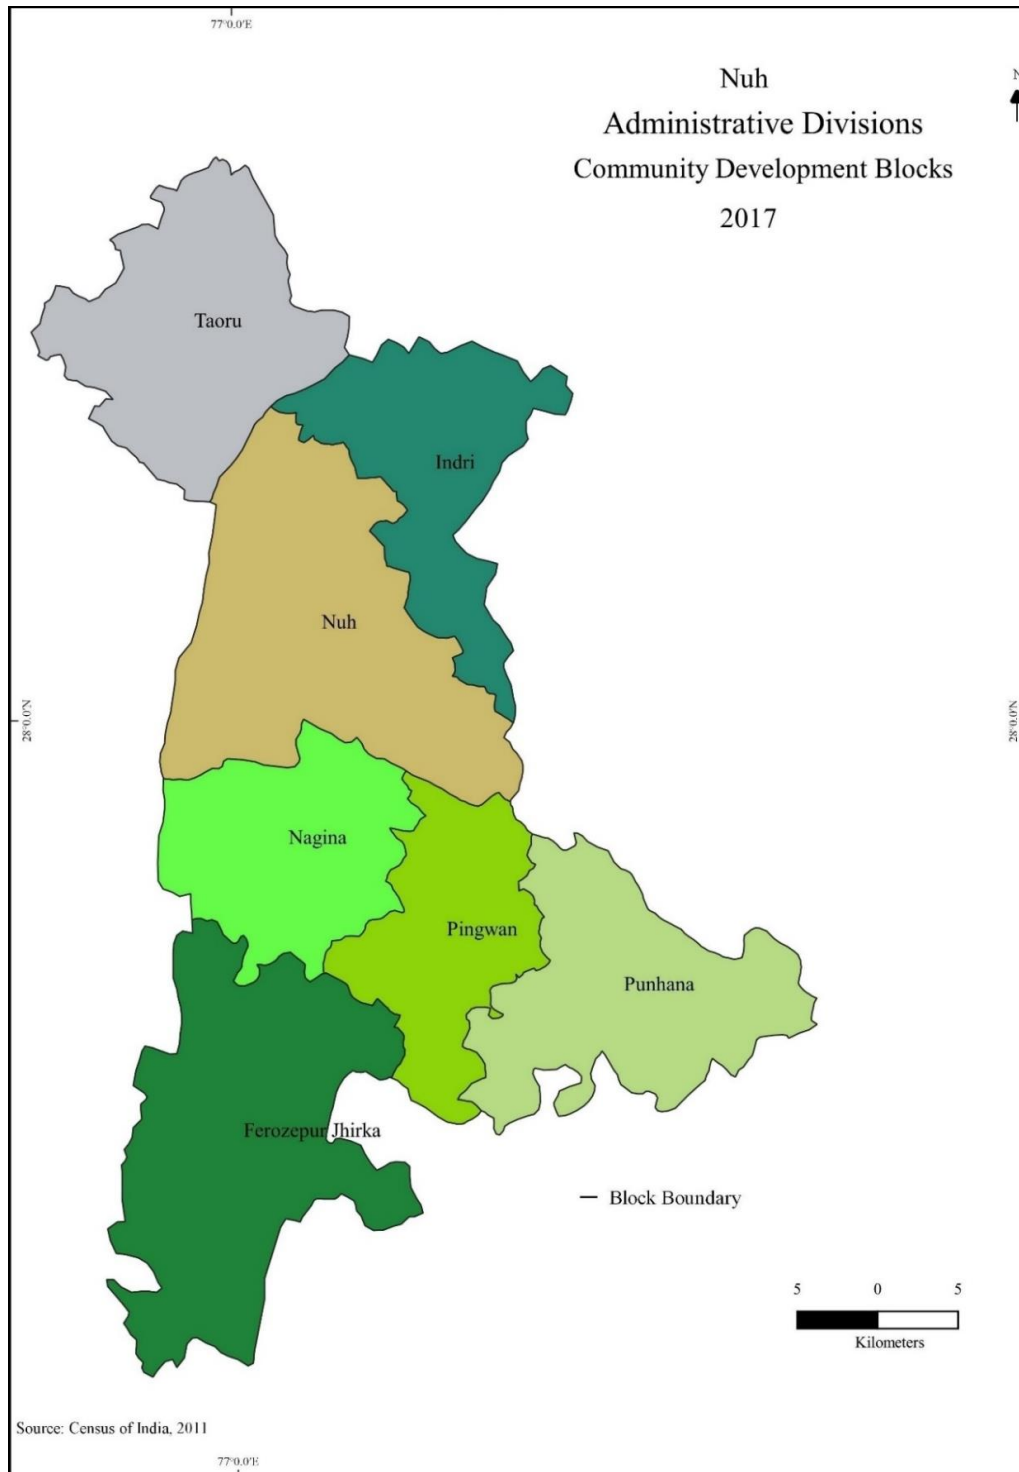 77°0.0'E
Nuh
Administrative Divisions
Community Development Blocks
2017
N
Taoru
Indri
Nuh
28°0.0'N
28°0.0'N
Nagina
Pingwan
Punhana
Ferozepur Jhirka
Block Boundary
5 0 5
Kilometers
Source: Census of India, 2011
77°0.0'E